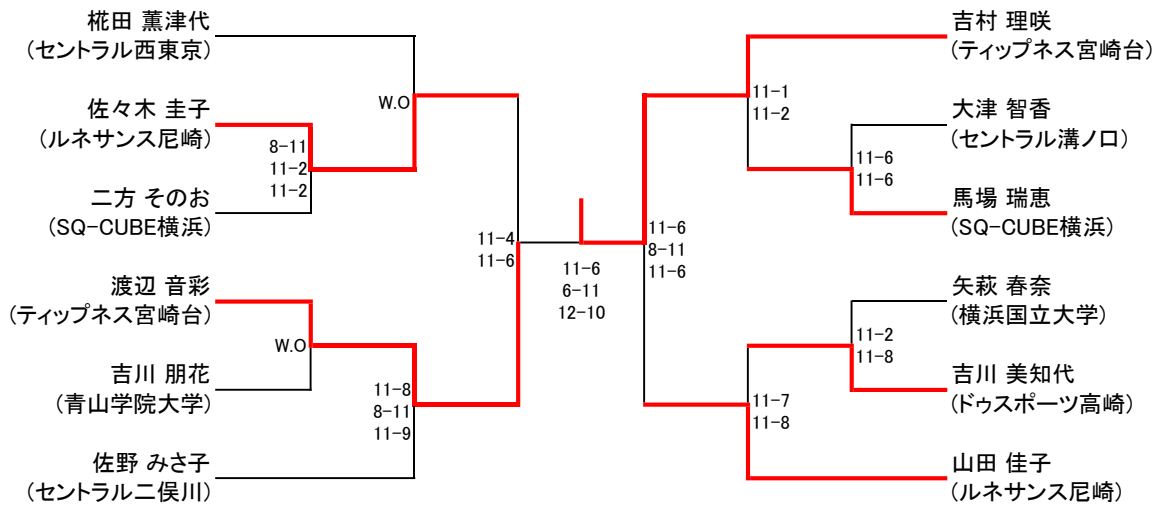 椛田 薫津代
(セントラル西東京)
W.O
佐々木 圭子
(ルネサンス尼崎)
8-11
11-2
11-2
二方 そのお
(SQ-CUBE横浜)
11-4
11-6
渡辺 音彩
(ティップネス宮崎台)
W.O
吉川 朋花
(青山学院大学)
11-8
8-11
11-9
佐野 みさ子
(セントラル二俣川)
11-6
6-11
12-10
吉村 理咲
(ティップネス宮崎台)
11-1
11-2
大津 智香
(セントラル溝ノ口)
11-6
11-6
馬場 瑞恵
(SQ-CUBE横浜)
11-6
8-11
11-6
矢萩 春奈
(横浜国立大学)
11-2
11-8
吉川 美知代
(ドゥスポーツ高崎)
11-7
11-8
山田 佳子
(ルネサンス尼崎)